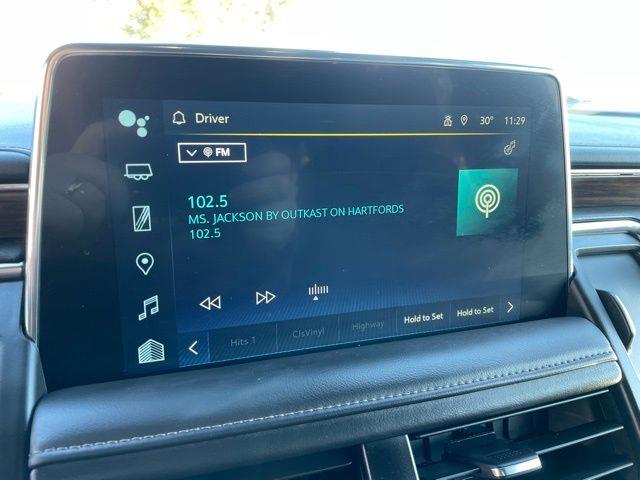 Driver
30° 11:29
FM
102.5
MS. JACKSON BY OUTKAST ON HARTFORDS
102.5
Hits 1 ClsVinyl Highway Hold to Set Hold to Set